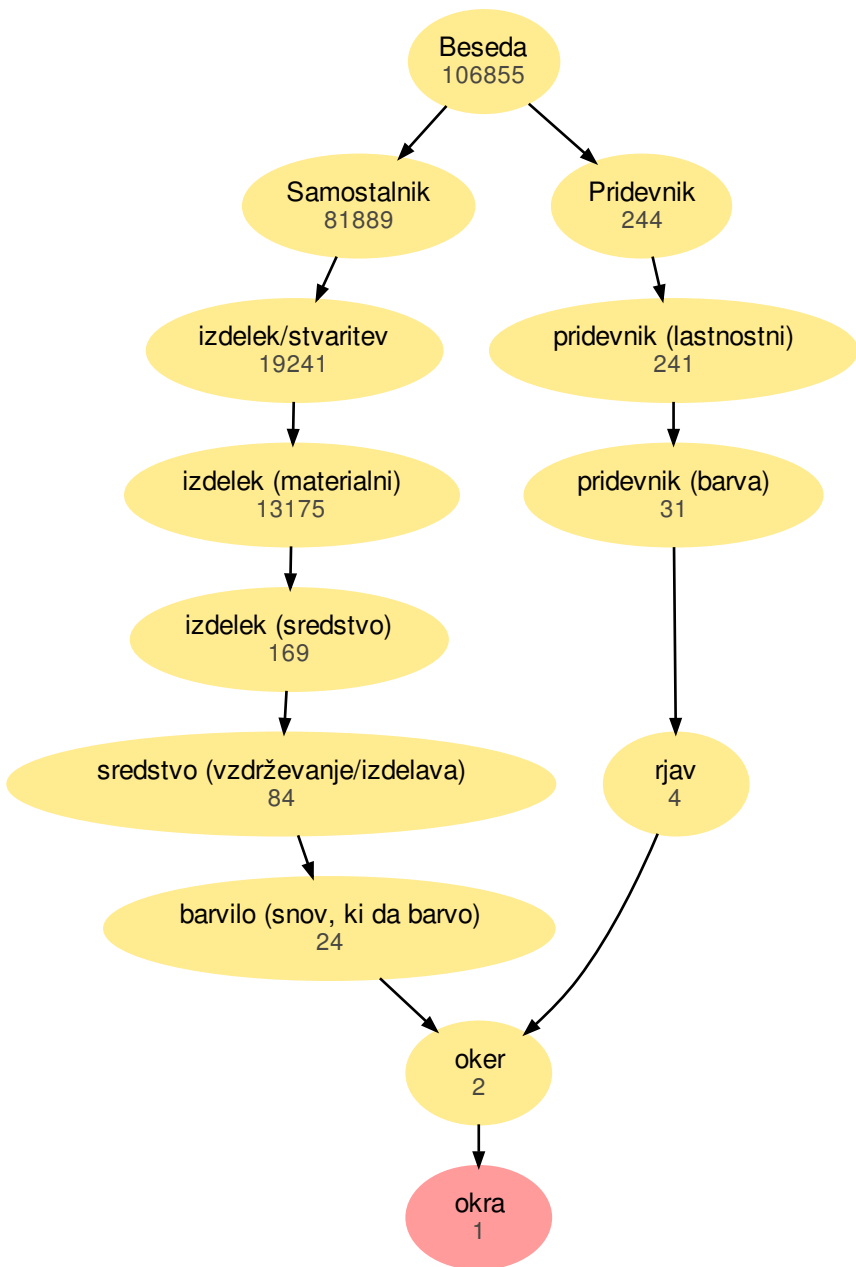 Beseda
106855
Samostalnik
81889
Pridevnik
244
izdelek/stvaritev
19241
pridevnik (lastnostni)
241
izdelek (materialni)
13175
pridevnik (barva)
31
izdelek (sredstvo)
169
sredstvo (vzdrževanje/izdelava)
84
rjav
4
barvilo (snov, ki da barvo)
24
oker
2
okra
1